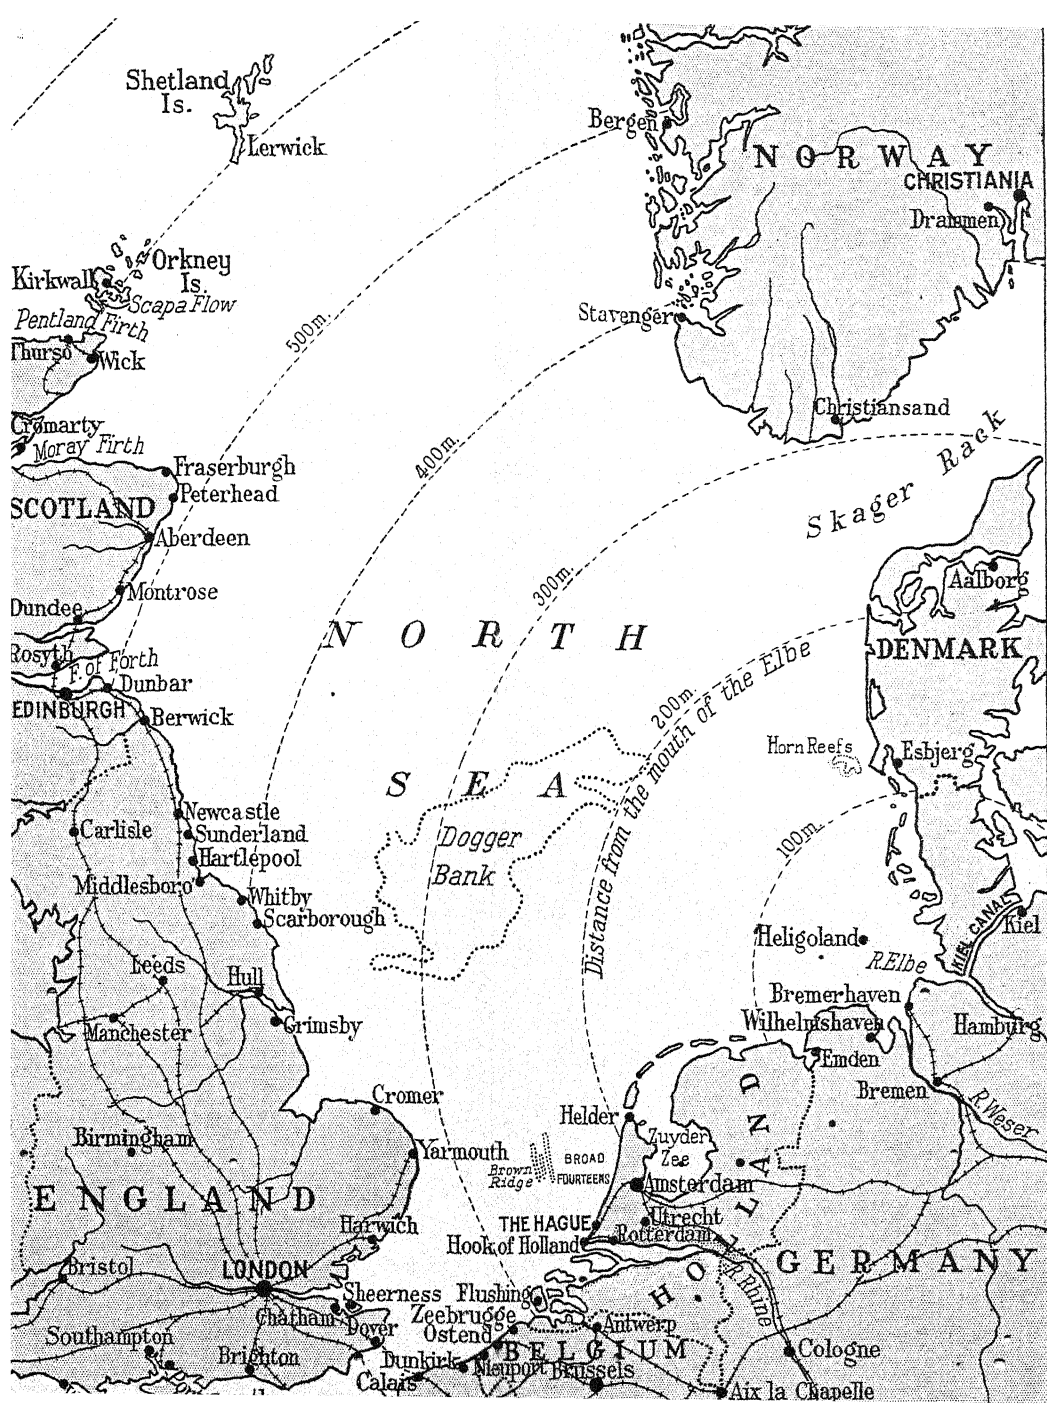 Shetland
Is.
Lerwick
Bergen
NORWAY
CHRISTIANIA
Drammen
Orkney
Is.
Kirkwall
Scapa Flow
Pentland Firth
Thurso
Wick
Stavenger
500m.
Christiansand
Cromarty
Moray Firth
400m.
Skager Rack
Fraserburgh
Peterhead
SCOTLAND
Aberdeen
300m.
Aalborg
Montrose
Dundee
NORTH
SEA
DENMARK
Rosyth
F. of Forth
Dunbar
EDINBURGH
Berwick
200m.
Distance from the mouth of the Elbe
Horn Reefs
Esbjerg
Newcastle
Carlisle
Sunderland
Dogger
Bank
100m.
Hartlepool
Middlesboro
Whitby
Scarborough
KIEL CANAL
Kiel
Heligoland
R.Elbe
Leeds
Hull
Bremerhaven
Manchester
Grimsby
Wilhelmshaven
Hamburg
Emden
Bremen
R.Weser
Cromer
Helder
Zuyder
Zee
Birmingham
Yarmouth
Brown
Ridge
BROAD
FOURTEENS
Amsterdam
ENGLAND
HOLLAND
Harwich
THE HAGUE
Utrecht
Hook of Holland
Rotterdam
Bristol
LONDON
GERMANY
R.Rhine
Sheerness
Flushing
Chatham
Zeebrugge
Dover
Ostend
Antwerp
Southampton
Brighton
Dunkirk
Nieuport
BELGIUM
Brussels
Cologne
Calais
Aix la Chapelle